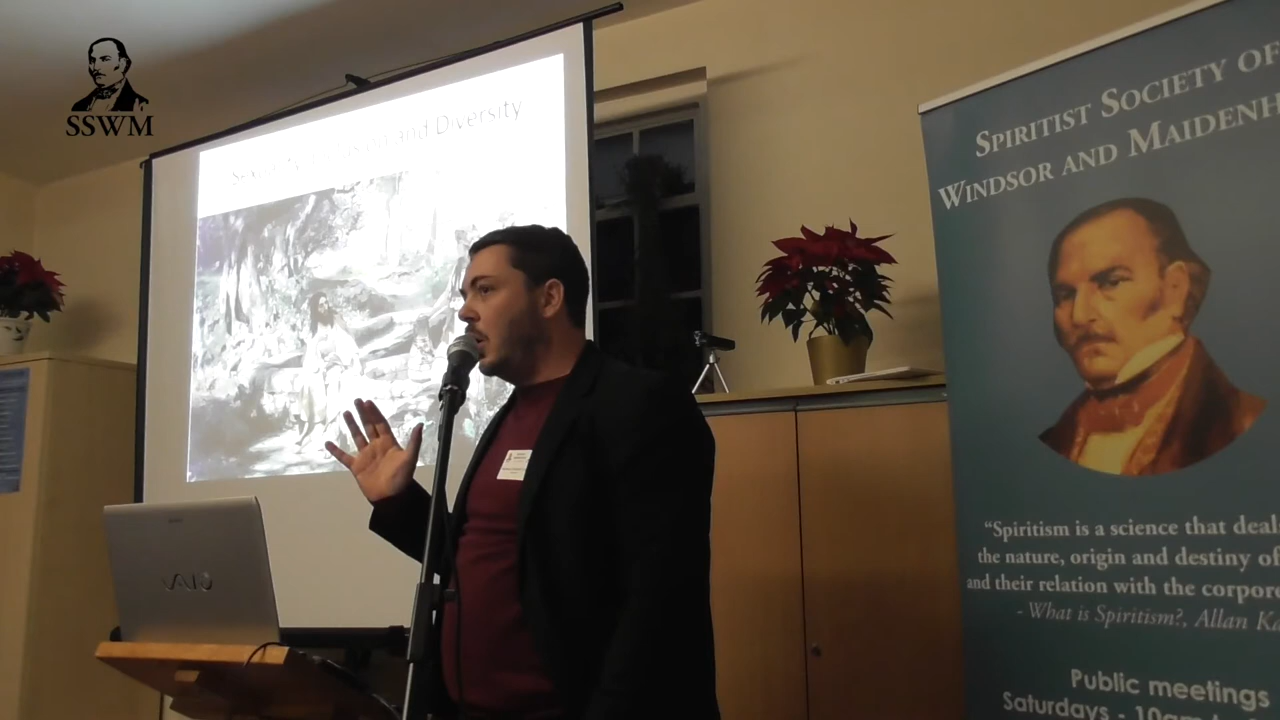 SSWM
and Diversity
SPIRITIST SOCIETY OF
WINDSOR AND MAIDENH
“Spiritism is a science that deal
the nature, origin and destiny of
and their relation with the corpore
- What is Spiritism?, Allan Ka
Public meetings
Saturdays - 10am
VAIO